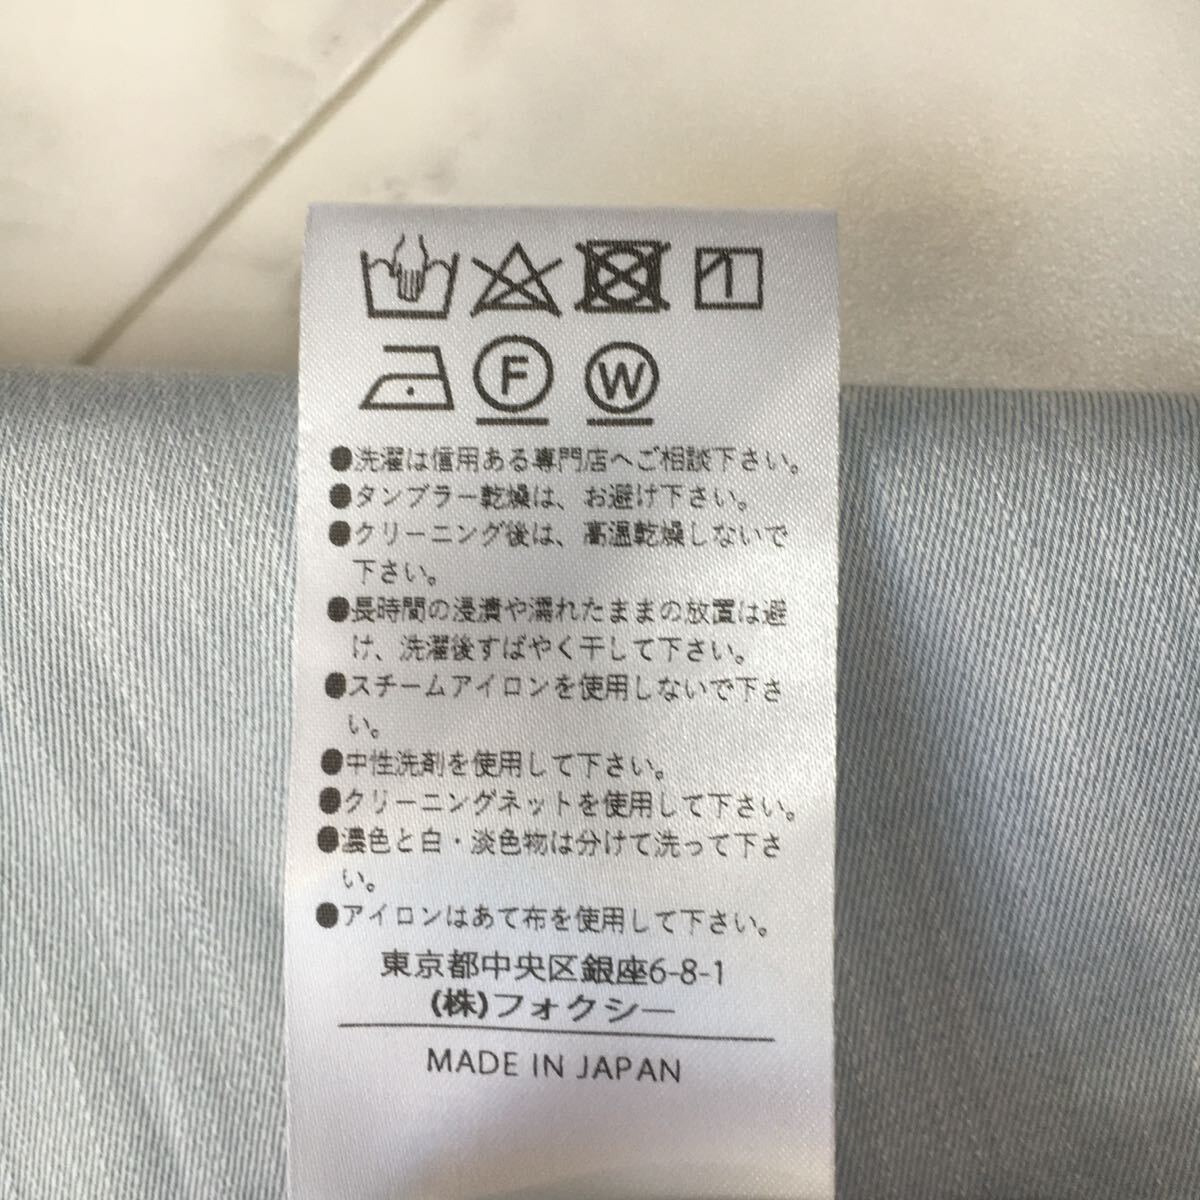 F W
●洗濯は信用ある専門店へご相談下さい。
●タンブラー乾燥は、お避け下さい。
●クリーニング後は、高温乾燥しないで
下さい。
●長時間の浸漬や濡れたままの放置は避
け、洗濯後すばやく干して下さい。
●スチームアイロンを使用しないで下さ
い。
●中性洗剤を使用して下さい。
●クリーニングネットを使用して下さい。
●濃色と白・淡色物は分けて洗って下さ
い。
●アイロンはあて布を使用して下さい。
東京都中央区銀座6-8-1
(株)フォクシー
MADE IN JAPAN